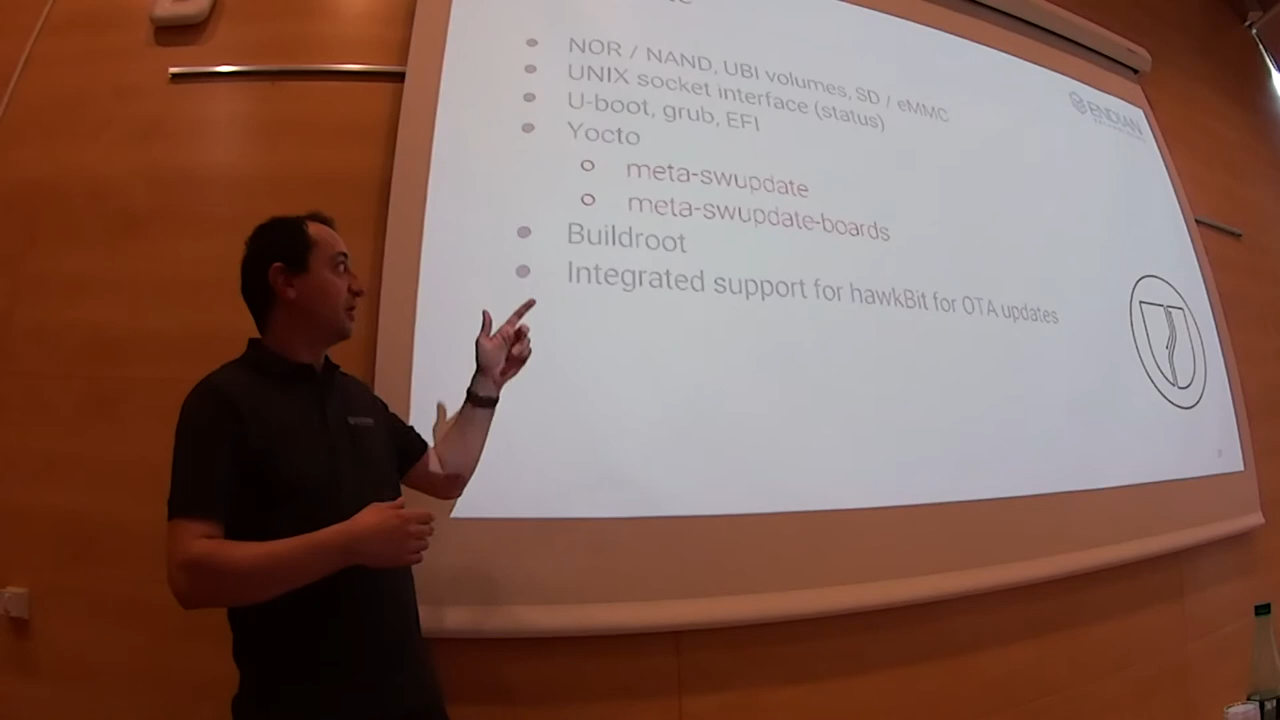 NOR / NAND, UBI volumes, SD / eMMC
UNIX socket interface (status)
U-boot, grub, EFI
Yocto
meta-swupdate
meta-swupdate-boards
Buildroot
Integrated support for hawkBit for OTA updates
ENDIAN